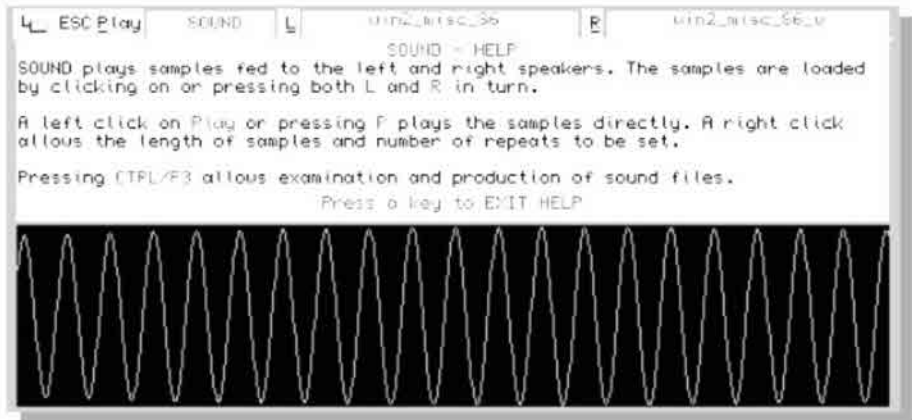 ESC Play SOUND L win2_misc_S6 R
SOUND - HELP
SOUND plays samples fed to the left and right speakers. The samples are loaded
by clicking on or pressing both L and R in turn.
A left click on Play or pressing P plays the samples directly. A right click
allows the length of samples and number of repeats to be set.
Pressing CTRL/F3 allows examination and production of sound files.
Press a key to EXIT HELP